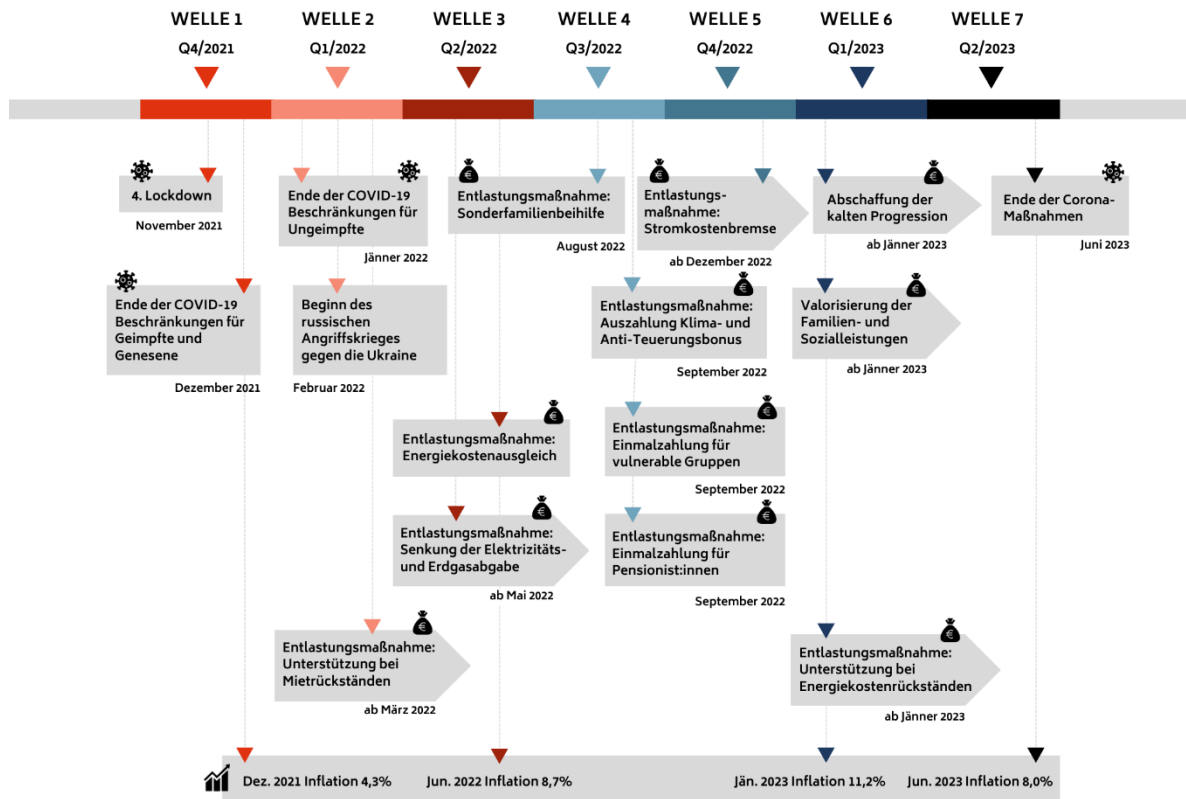 WELLE 1
Q4/2021
WELLE 2
Q1/2022
WELLE 3
Q2/2022
WELLE 4
Q3/2022
WELLE 5
Q4/2022
WELLE 6
Q1/2023
WELLE 7
Q2/2023
4. Lockdown
November 2021
Ende der COVID-19
Beschränkungen für
Ungeimpfte
Jänner 2022
Entlastungsmaßnahme:
Sonderfamilienbeihilfe
August 2022
Entlastungs-
maßnahme:
Stromkostenbremse
ab Dezember 2022
Abschaffung der
kalten Progression
ab Jänner 2023
Ende der Corona-
Maßnahmen
Juni 2023
Ende der COVID-19
Beschränkungen für
Geimpfte und
Genesene
Dezember 2021
Beginn des
russischen
Angriffskrieges
gegen die Ukraine
Februar 2022
Entlastungsmaßnahme:
Auszahlung Klima- und
Anti-Teuerungsbonus
September 2022
Valorisierung der
Familien- und
Sozialleistungen
ab Jänner 2023
Entlastungsmaßnahme:
Energiekostenausgleich
Entlastungsmaßnahme:
Einmalzahlung für
vulnerable Gruppen
September 2022
Entlastungsmaßnahme:
Senkung der Elektrizitäts-
und Erdgasabgabe
ab Mai 2022
Entlastungsmaßnahme:
Einmalzahlung für
Pensionist:innen
September 2022
Entlastungsmaßnahme:
Unterstützung bei
Mietrückständen
ab März 2022
Entlastungsmaßnahme:
Unterstützung bei
Energiekostenrückständen
ab Jänner 2023
Dez. 2021 Inflation 4,3%
Jun. 2022 Inflation 8,7%
Jän. 2023 Inflation 11,2%
Jun. 2023 Inflation 8,0%